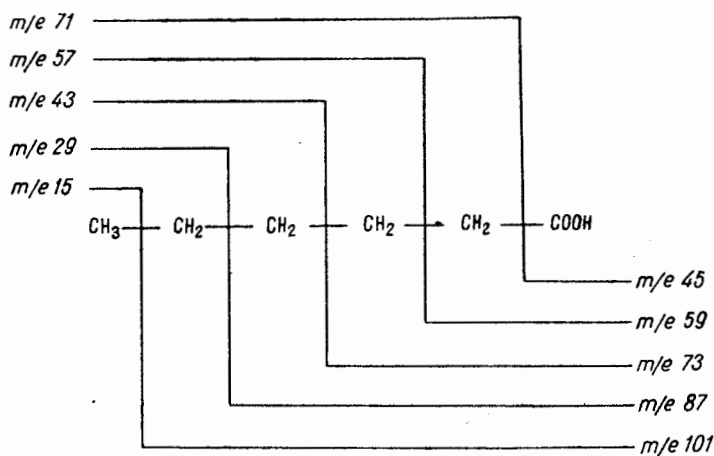 m/e 71
m/e 57
m/e 43
m/e 29
m/e 15
CH₃ CH₂ CH₂ CH₂ CH₂ COOH
m/e 45
m/e 59
m/e 73
m/e 87
m/e 101